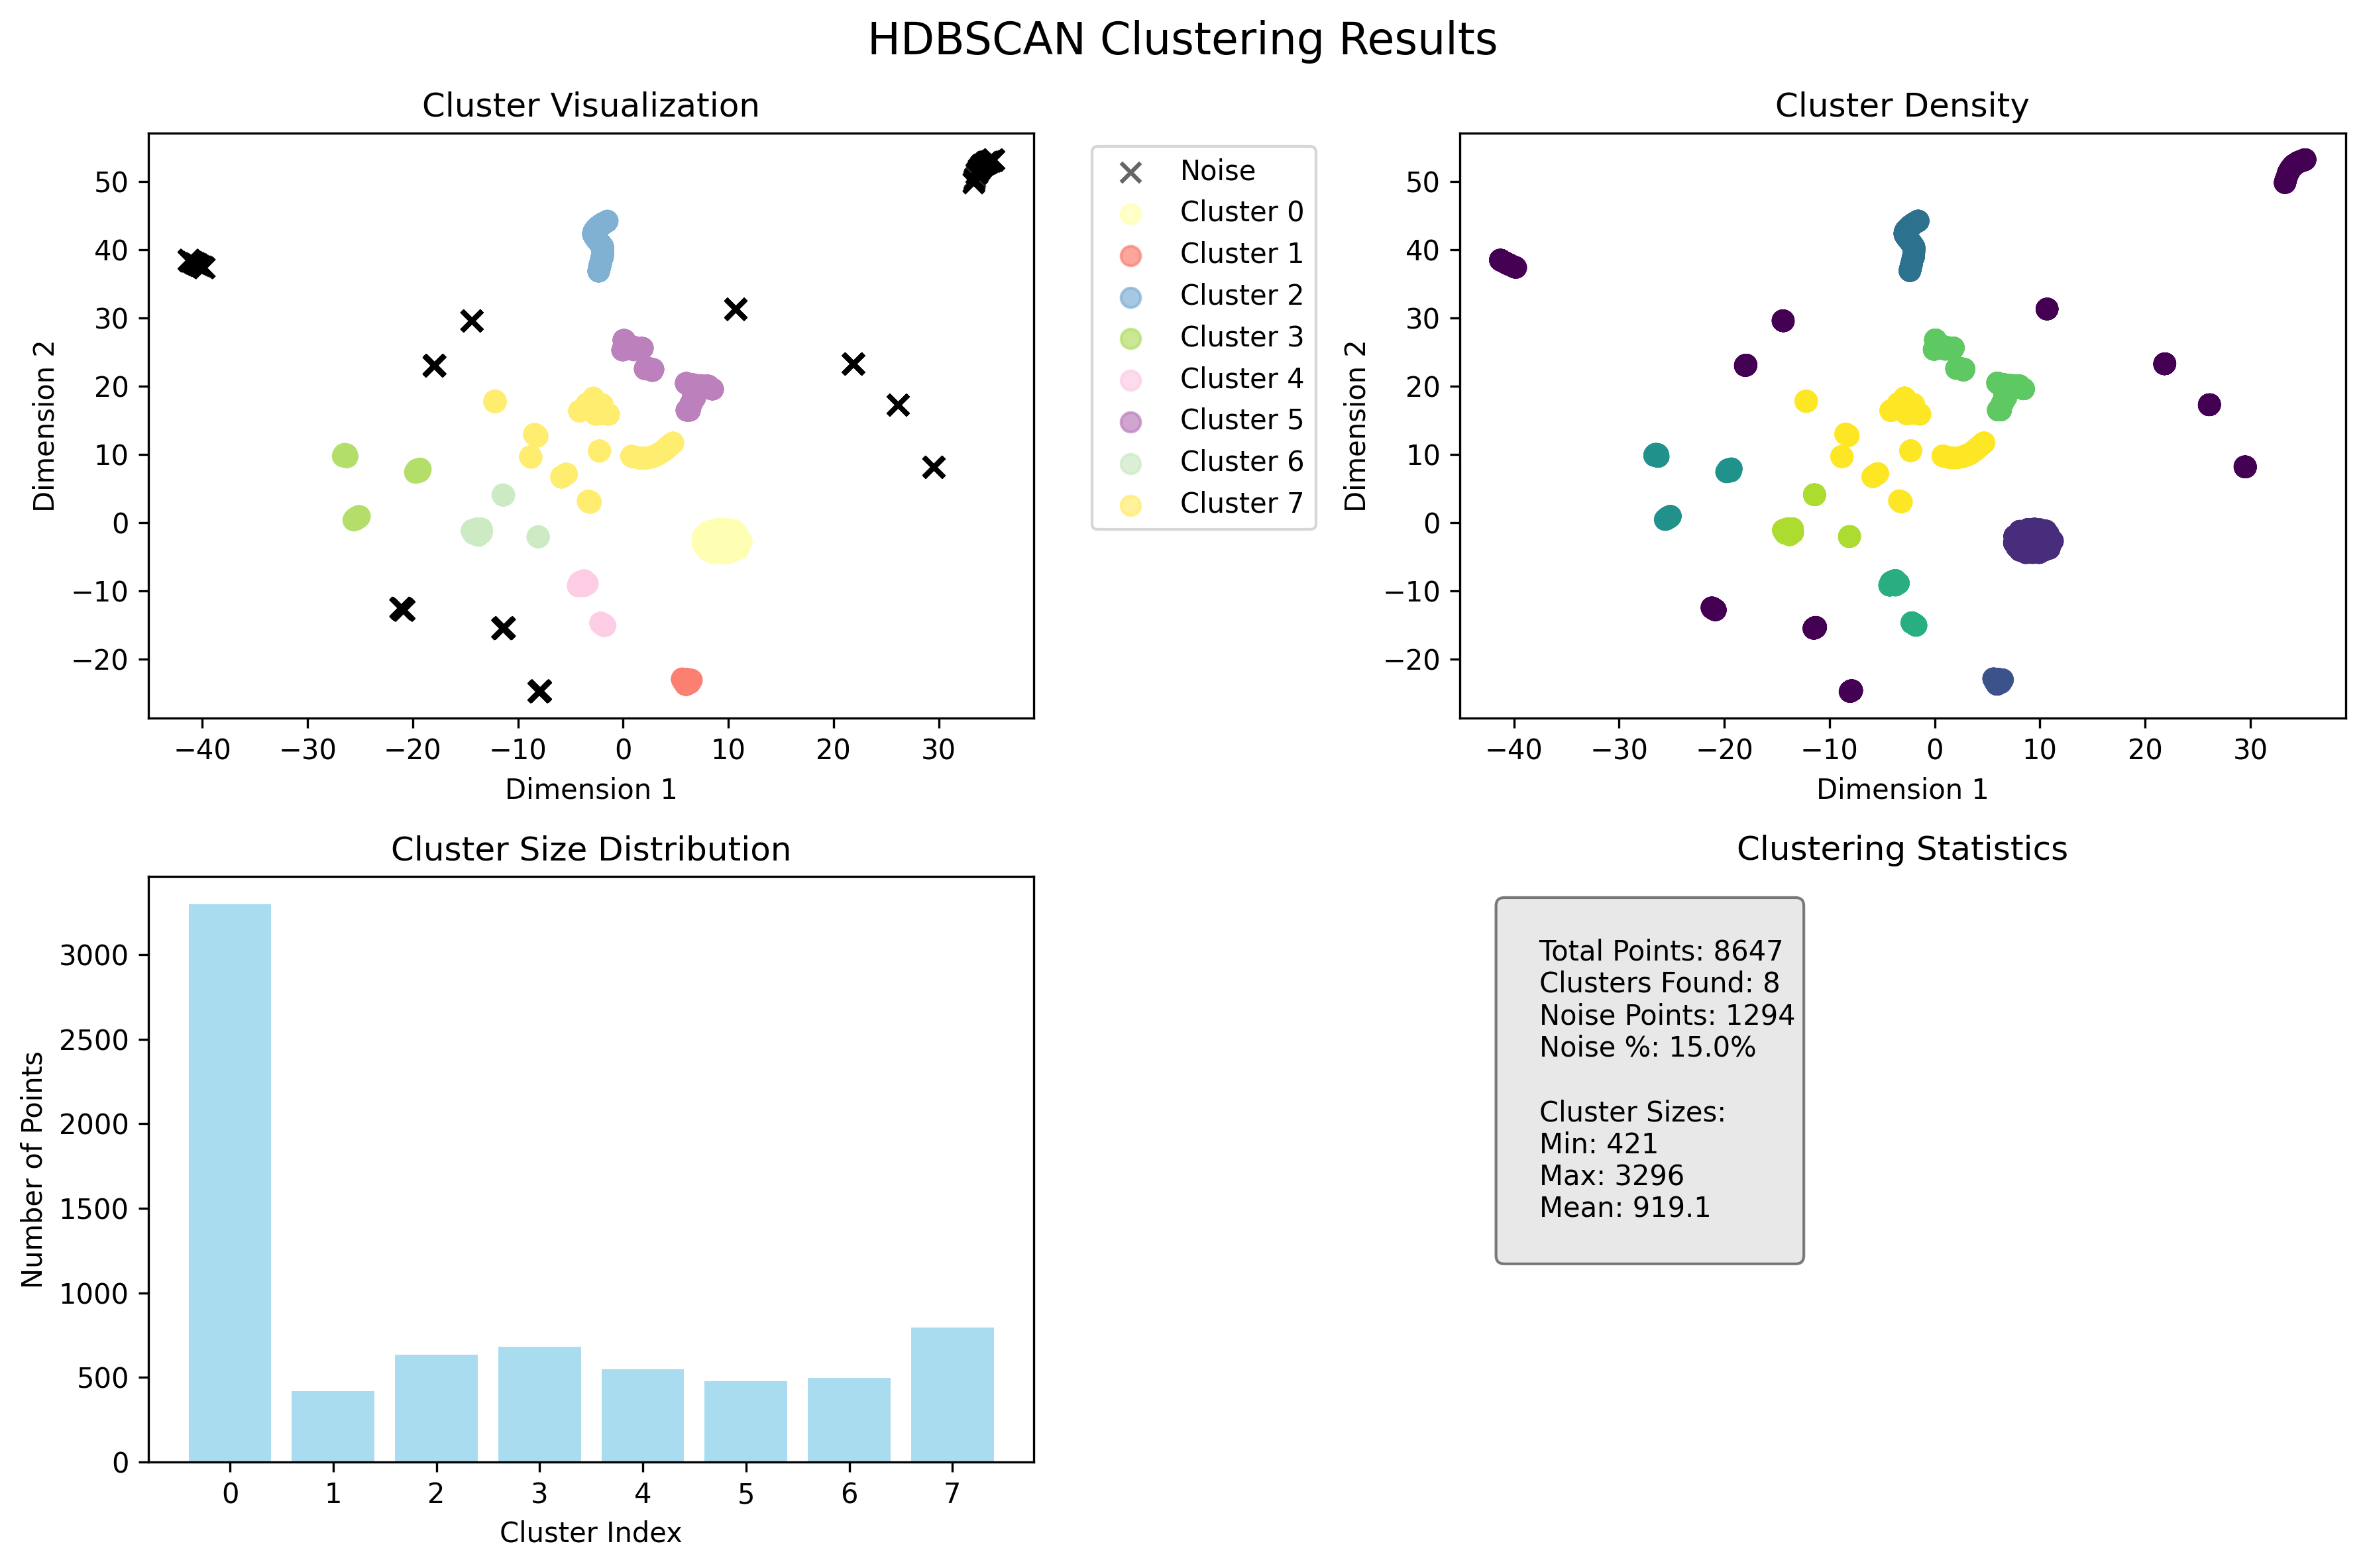 HDBSCAN Clustering Results
Cluster Visualization
50
40
30
20
10
0
−10
−20
−40 −30 −20 −10 0 10 20 30
Dimension 1
Dimension 2
Noise
Cluster 0
Cluster 1
Cluster 2
Cluster 3
Cluster 4
Cluster 5
Cluster 6
Cluster 7
Cluster Density
50
40
30
20
10
0
−10
−20
−40 −30 −20 −10 0 10 20 30
Dimension 1
Dimension 2
Cluster Size Distribution
3000
2500
2000
1500
1000
500
0
0 1 2 3 4 5 6 7
Cluster Index
Number of Points
Clustering Statistics
Total Points: 8647
Clusters Found: 8
Noise Points: 1294
Noise %: 15.0%
Cluster Sizes:
Min: 421
Max: 3296
Mean: 919.1